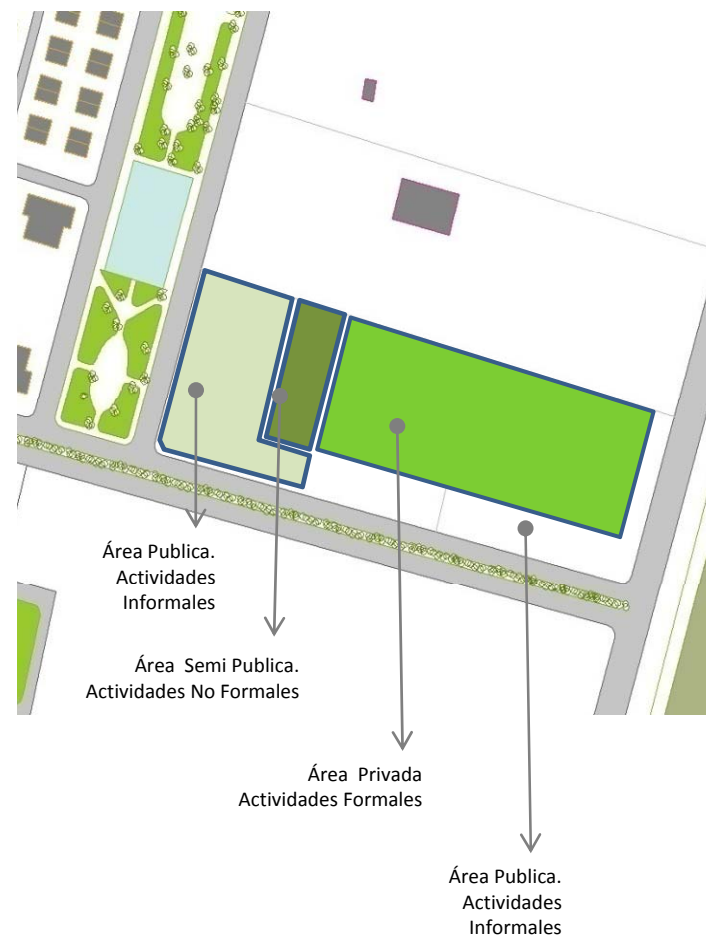 Área Publica.
Actividades
Informales
Área Semi Publica.
Actividades No Formales
Área Privada
Actividades Formales
Área Publica.
Actividades
Informales